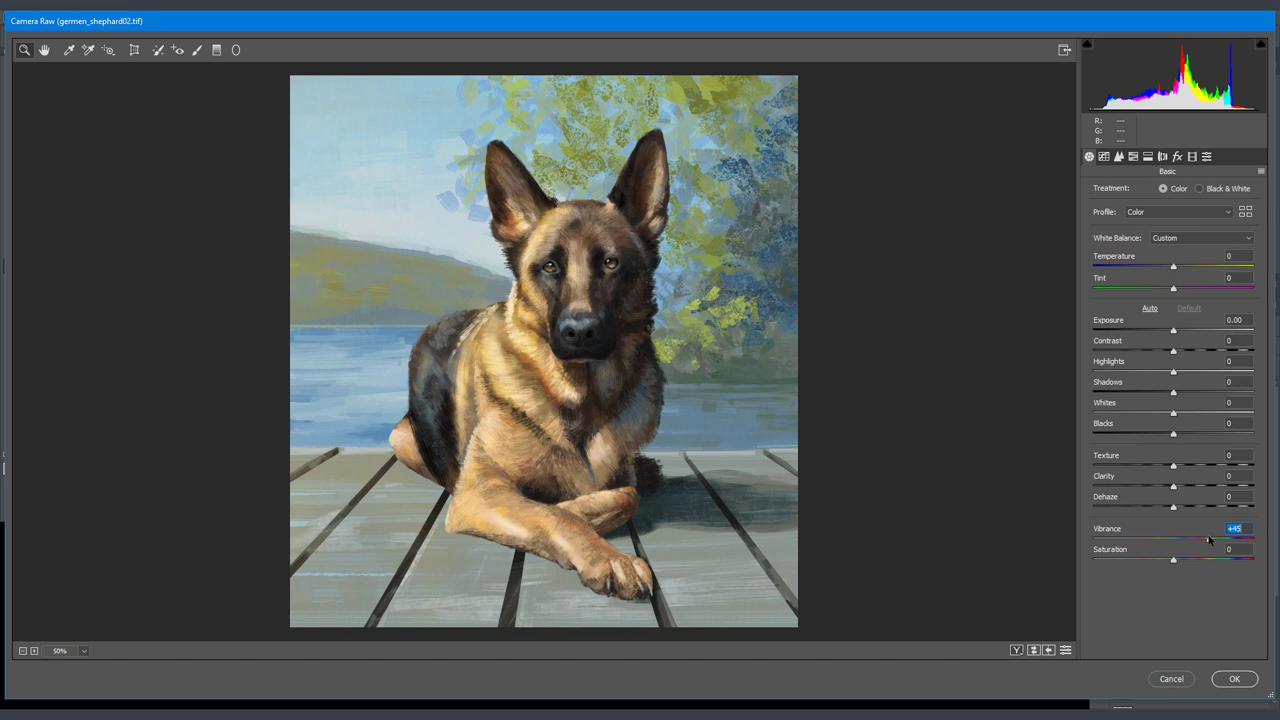 Camera Raw (germen_shephard02.tif)
R: ---
G: ---
B: ---
fx
Basic
Treatment: Color Black & White
Profile: Color
White Balance: Custom
Temperature 0
Tint 0
Auto Default
Exposure 0.00
Contrast 0
Highlights 0
Shadows 0
Whites 0
Blacks 0
Texture 0
Clarity 0
Dehaze 0
Vibrance +45
Saturation 0
50%
Y
Cancel OK